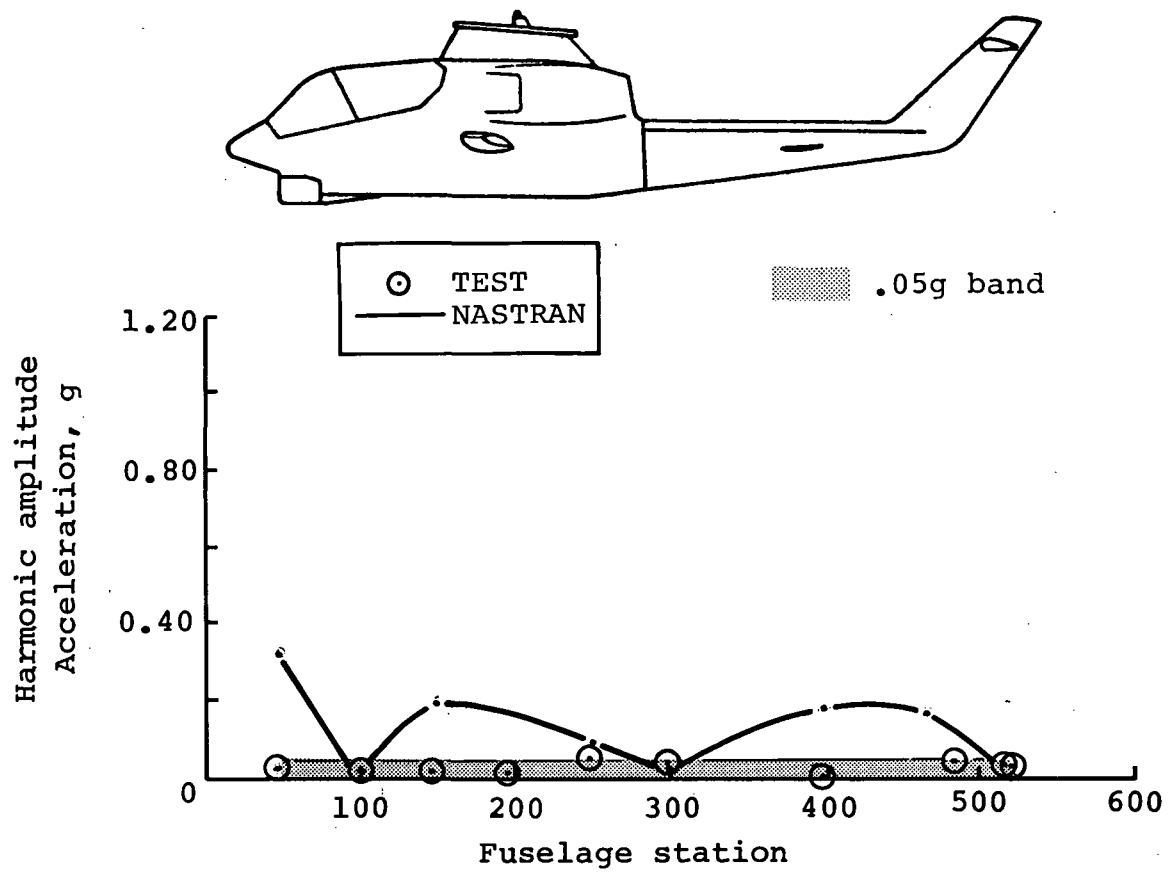 TEST
NASTRAN
.05g band
Harmonic amplitude
Acceleration, g
1.20
0.80
0.40
0
100
200
300
400
500
600
Fuselage station